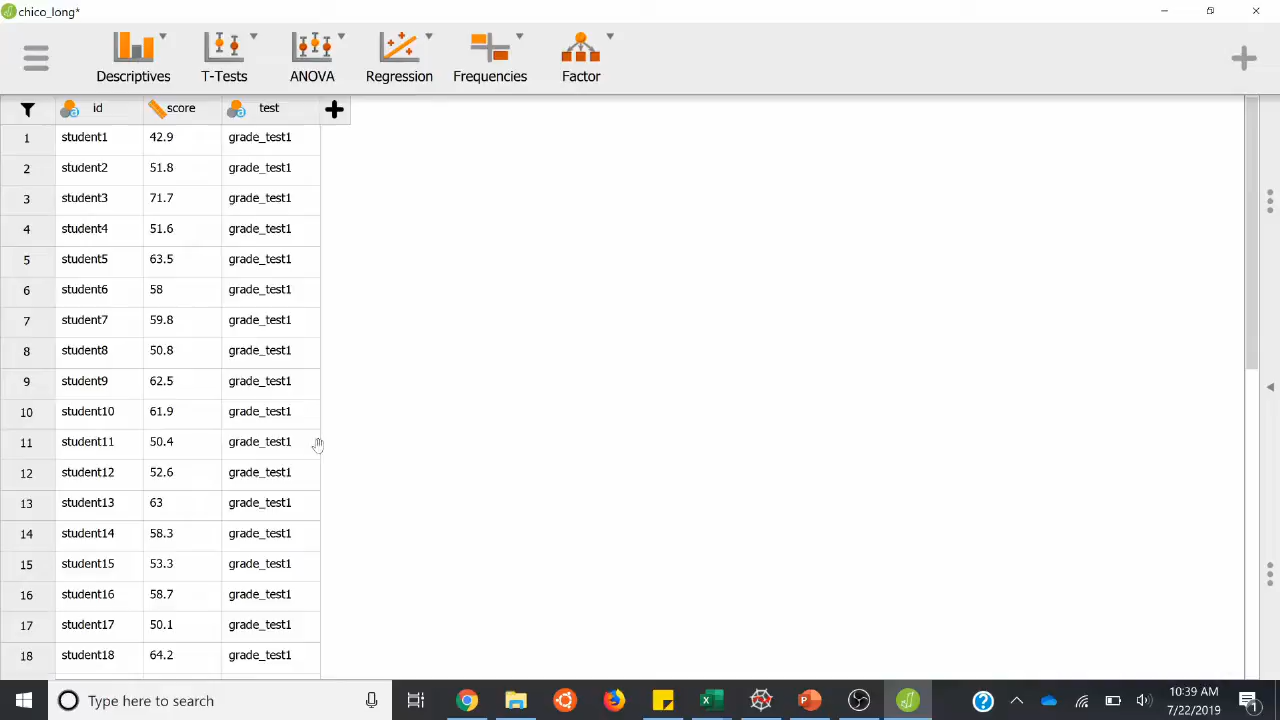 chico_long*
Descriptives T-Tests ANOVA Regression Frequencies Factor
id score test
1 student1 42.9 grade_test1
2 student2 51.8 grade_test1
3 student3 71.7 grade_test1
4 student4 51.6 grade_test1
5 student5 63.5 grade_test1
6 student6 58 grade_test1
7 student7 59.8 grade_test1
8 student8 50.8 grade_test1
9 student9 62.5 grade_test1
10 student10 61.9 grade_test1
11 student11 50.4 grade_test1
12 student12 52.6 grade_test1
13 student13 63 grade_test1
14 student14 58.3 grade_test1
15 student15 53.3 grade_test1
16 student16 58.7 grade_test1
17 student17 50.1 grade_test1
18 student18 64.2 grade_test1
Type here to search
10:39 AM
7/22/2019
1